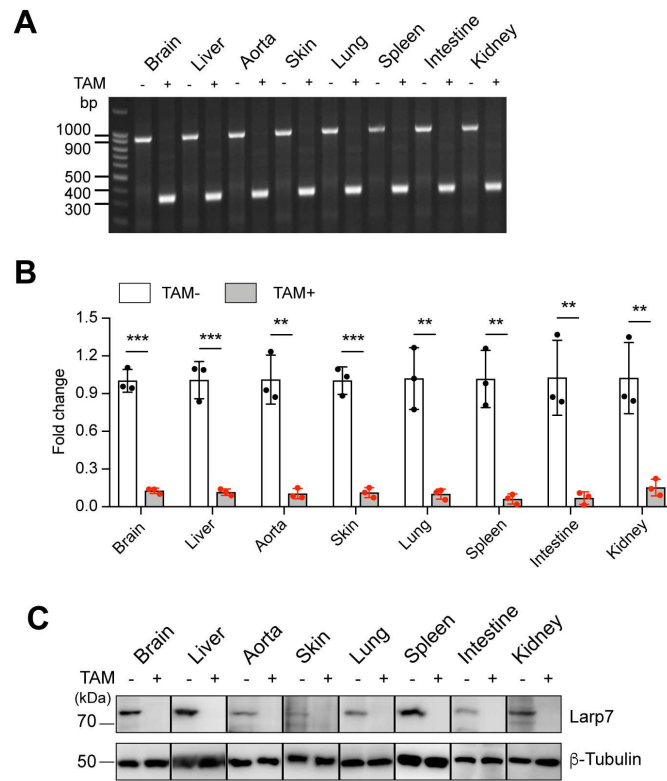 A
Brain Liver Aorta Skin Lung Spleen Intestine Kidney
TAM - + - + - + - + - + - + - + - +
bp
1000
900
500
400
300
B
TAM- TAM+
1.5
1.2
0.9
0.6
0.3
0.0
Fold change
*** *** ** *** ** ** ** **
Brain Liver Aorta Skin Lung Spleen Intestine Kidney
C
Brain Liver Aorta Skin Lung Spleen Intestine Kidney
TAM - + - + - + - + - + - + - + - +
(kDa)
70 Larp7
50 β-Tubulin